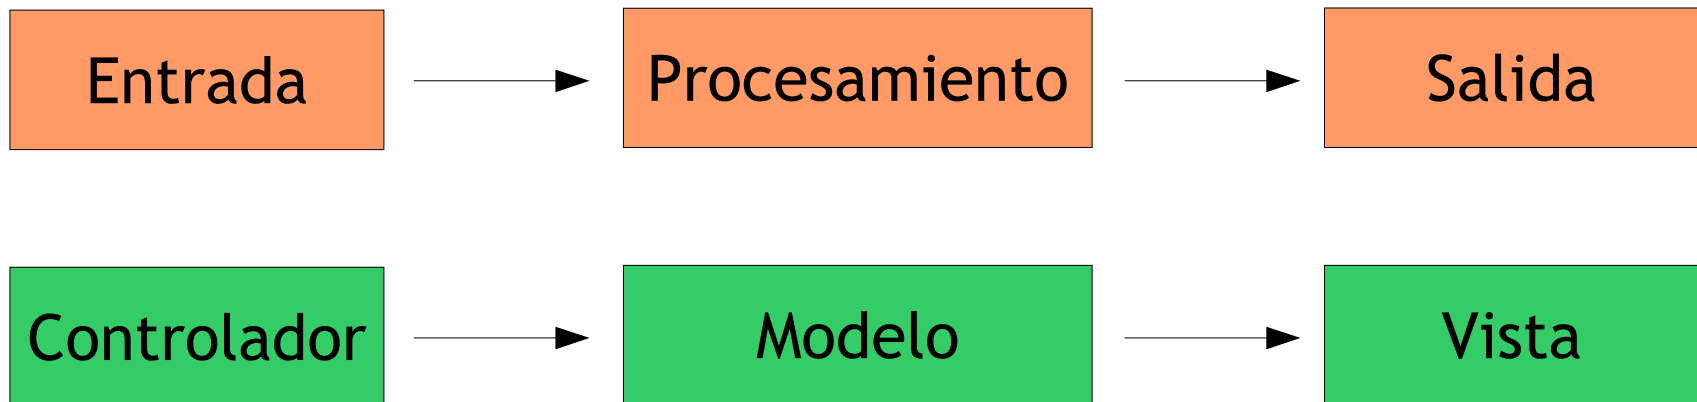 Entrada
Procesamiento
Salida
Controlador
Modelo
Vista